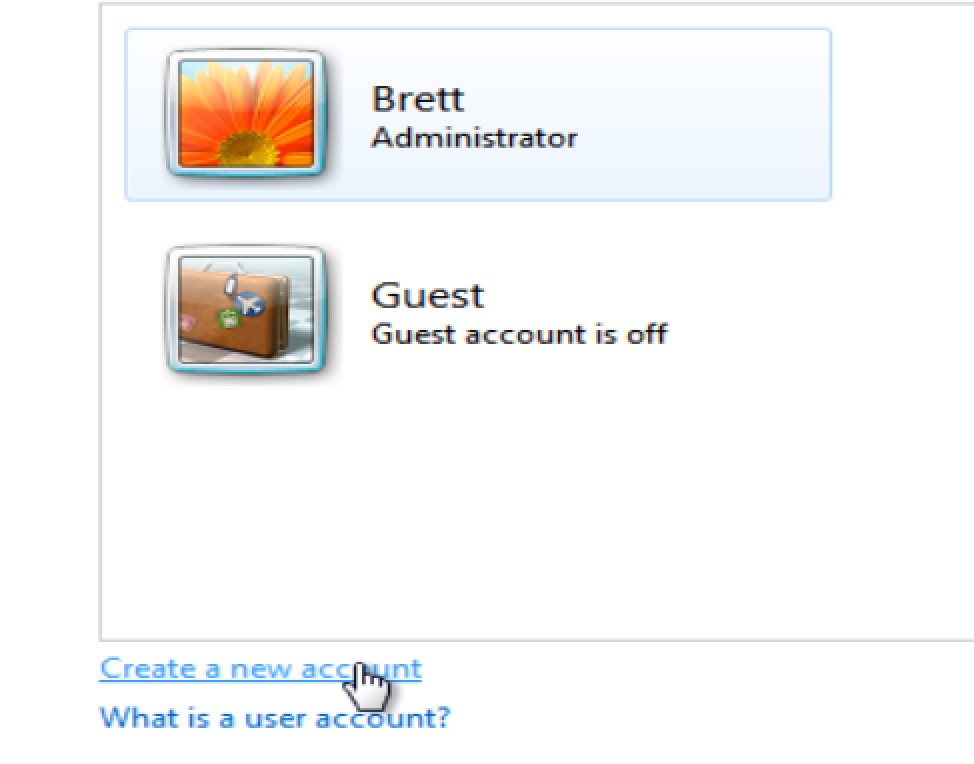 Brett
Administrator
Guest
Guest account is off
Create a new account
What is a user account?